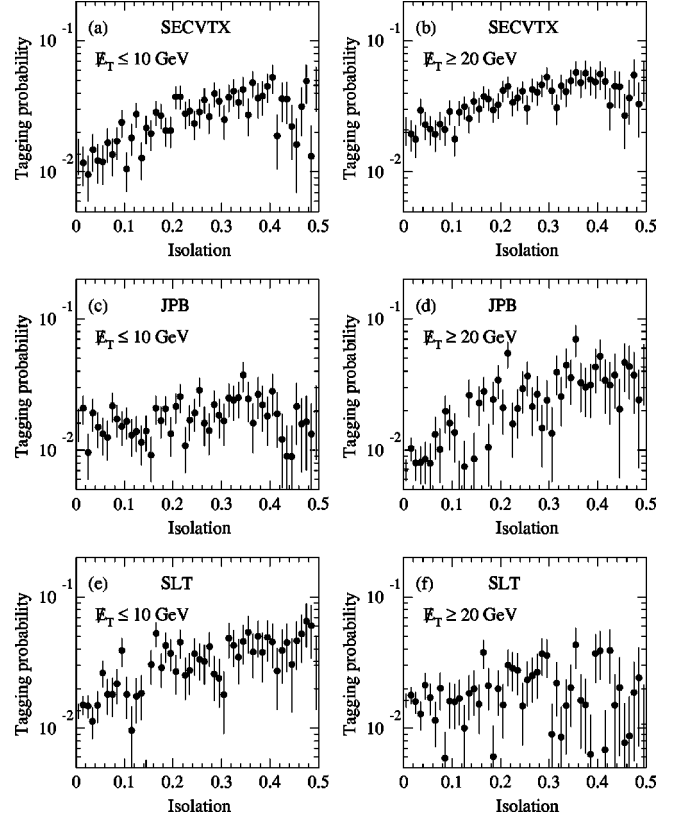 (a) SECVTX
E̸_T ≤ 10 GeV
Tagging probability
10⁻¹
10⁻²
0 0.1 0.2 0.3 0.4 0.5
Isolation
(b) SECVTX
E̸_T ≥ 20 GeV
Tagging probability
10⁻¹
10⁻²
0 0.1 0.2 0.3 0.4 0.5
Isolation
(c) JPB
E̸_T ≤ 10 GeV
Tagging probability
10⁻¹
10⁻²
0 0.1 0.2 0.3 0.4 0.5
Isolation
(d) JPB
E̸_T ≥ 20 GeV
Tagging probability
10⁻¹
10⁻²
0 0.1 0.2 0.3 0.4 0.5
Isolation
(e) SLT
E̸_T ≤ 10 GeV
Tagging probability
10⁻¹
10⁻²
0 0.1 0.2 0.3 0.4 0.5
Isolation
(f) SLT
E̸_T ≥ 20 GeV
Tagging probability
10⁻¹
10⁻²
0 0.1 0.2 0.3 0.4 0.5
Isolation